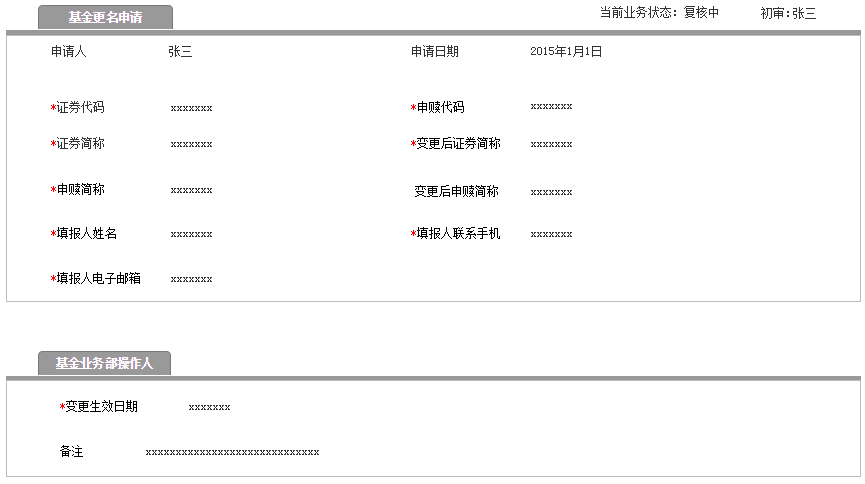 基金更名申请 当前业务状态：复核中 初审：张三
申请人 张三 申请日期 2015年1月1日
*证券代码 xxxxxxx *申赎代码 xxxxxxx
*证券简称 xxxxxxx *变更后证券简称 xxxxxxx
*申赎简称 xxxxxxx 变更后申赎简称 xxxxxxx
*填报人姓名 xxxxxxx *填报人联系手机 xxxxxxx
*填报人电子邮箱 xxxxxxx
基金业务部操作人
*变更生效日期 xxxxxxx
备注 xxxxxxxxxxxxxxxxxxxxxxxxxxxxx